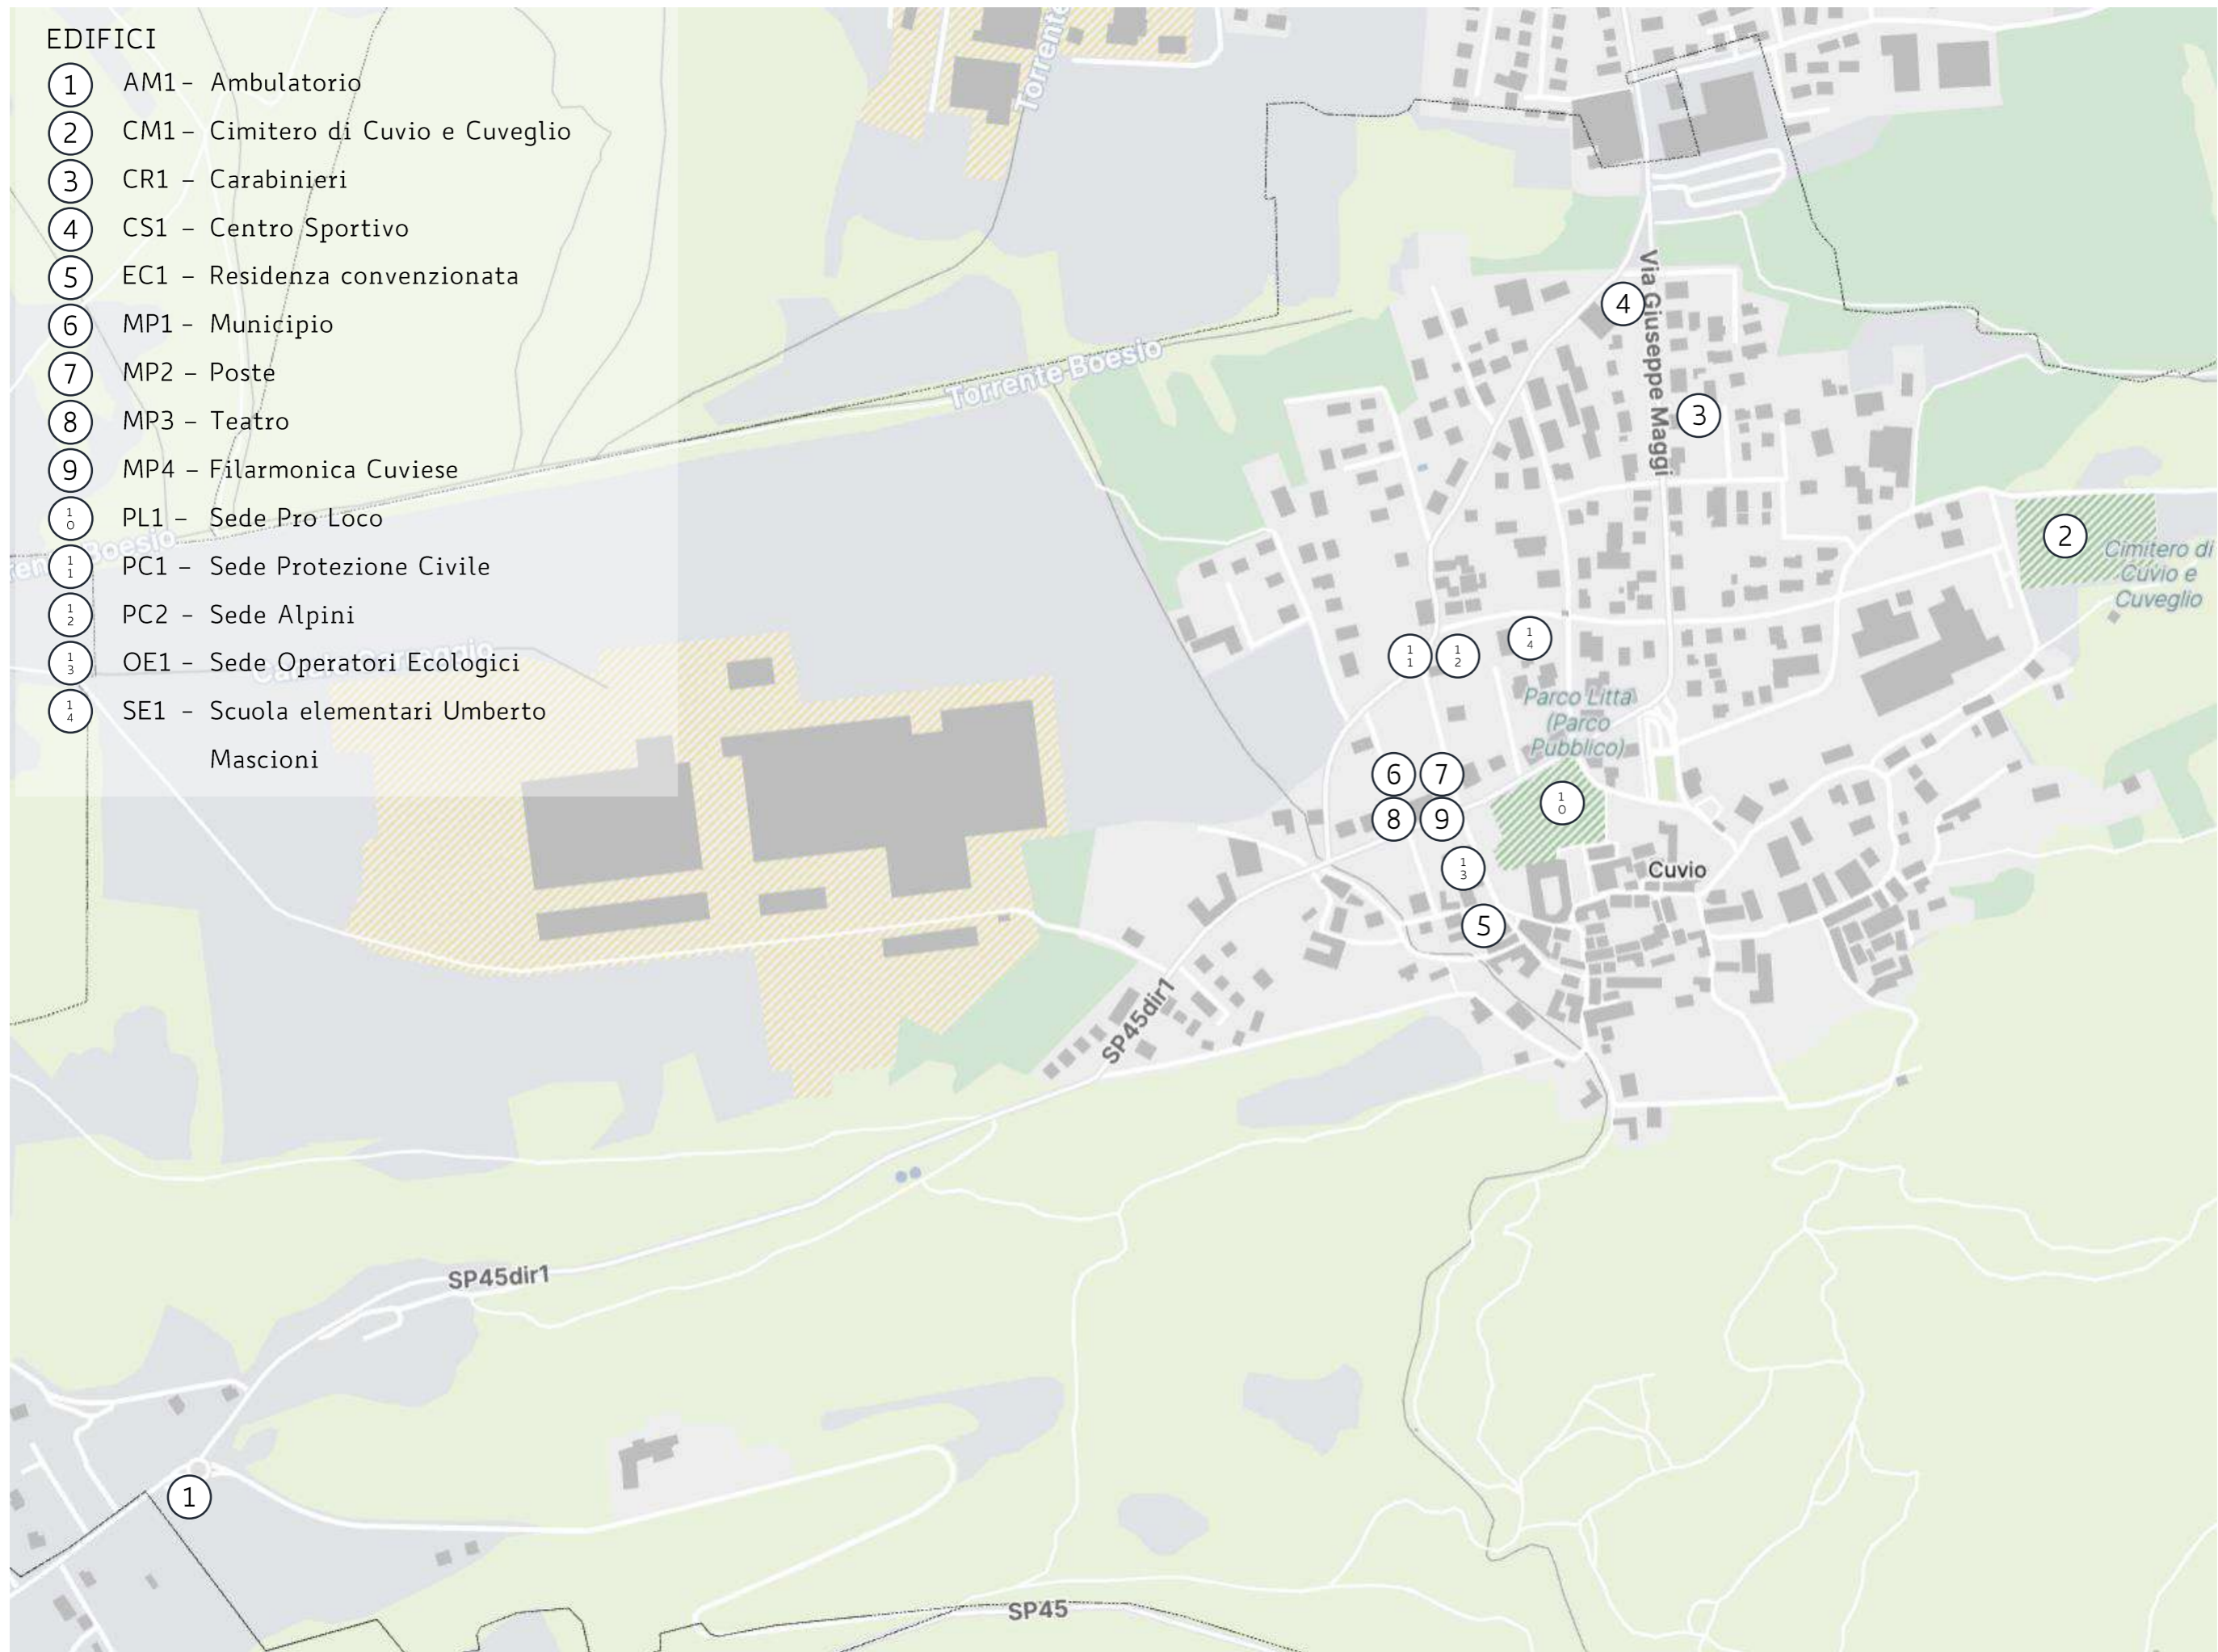 EDIFICI
1 AM1 – Ambulatorio
2 CM1 – Cimitero di Cuvio e Cuveglio
3 CR1 – Carabinieri
4 CS1 – Centro Sportivo
5 EC1 – Residenza convenzionata
6 MP1 – Municipio
7 MP2 – Poste
8 MP3 – Teatro
9 MP4 – Filarmonica Cuviese
10 PL1 – Sede Pro Loco
11 PC1 – Sede Protezione Civile
12 PC2 – Sede Alpini
13 OE1 – Sede Operatori Ecologici
14 SE1 – Scuola elementari Umberto
Mascioni
Torrente
Via Giuseppe Maggi
4
Torrente Boesio
3
2
Cimitero di
Cuvio e
Cuveglio
Boesio
11 12 14
Parco Litta
(Parco
Pubblico)
6 7
10
8 9
13
Cuvio
5
SP45dir1
SP45dir1
1
SP45